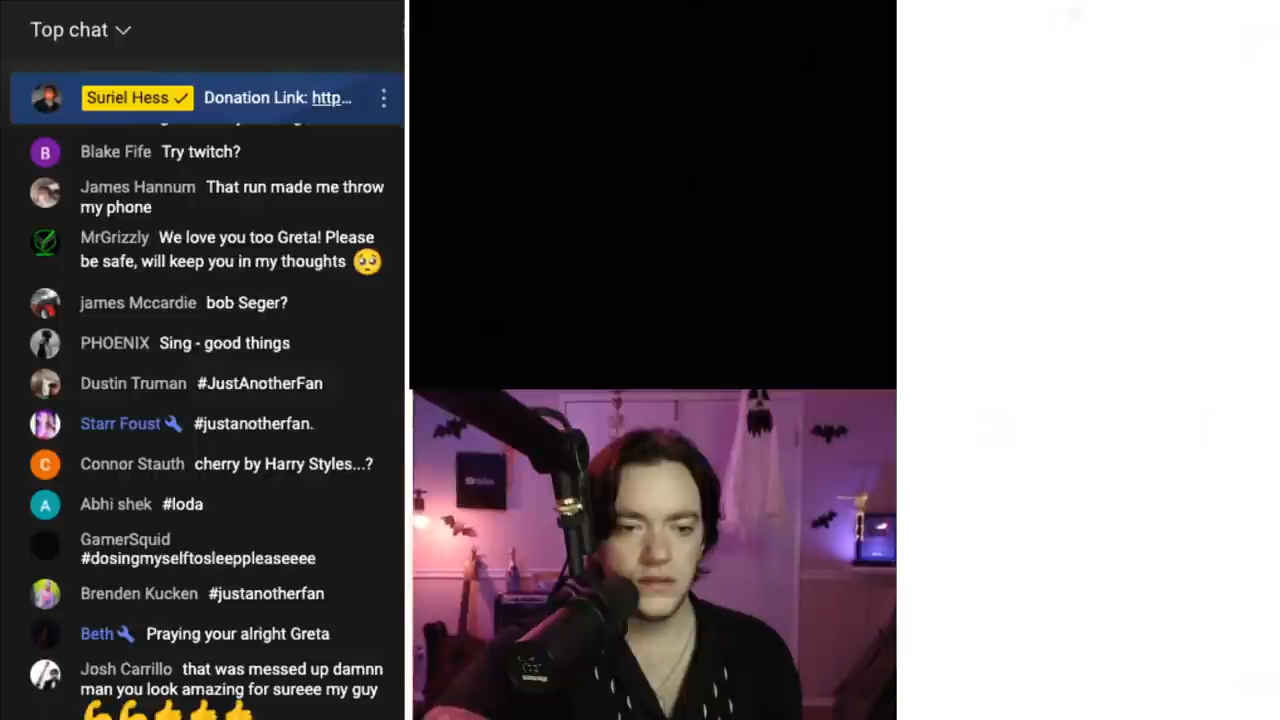 Top chat
Suriel Hess Donation Link: http...
Blake Fife Try twitch?
James Hannum That run made me throw
my phone
MrGrizzly We love you too Greta! Please
be safe, will keep you in my thoughts 🥺
james Mccardie bob Seger?
PHOENIX Sing - good things
Dustin Truman #JustAnotherFan
Starr Foust #justanotherfan.
Connor Stauth cherry by Harry Styles...?
Abhi shek #loda
GamerSquid
#dosingmyselftosleeppleaseeee
Brenden Kucken #justanotherfan
Beth Praying your alright Greta
Josh Carrillo that was messed up damnn
man you look amazing for sureee my guy